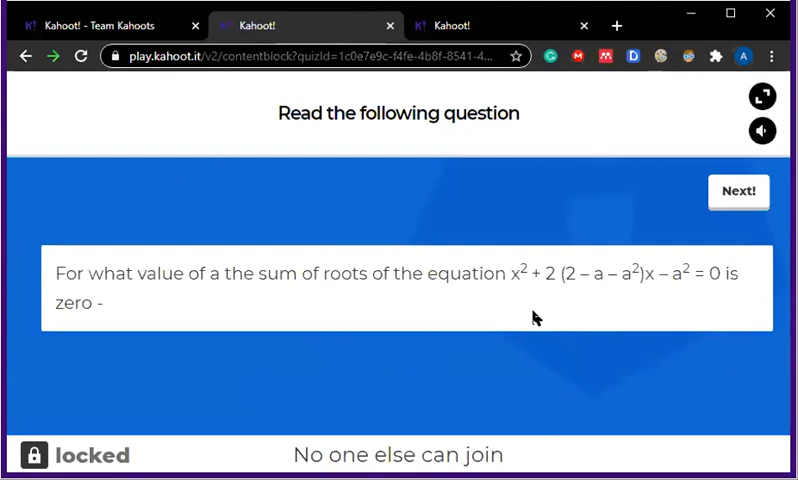 Kahoot! - Team Kahoots
Kahoot!
Kahoot!
play.kahoot.it/v2/contentblock?quizId=1c0e7e9c-f4fe-4b8f-8541-4...
A
Read the following question
Next!
For what value of a the sum of roots of the equation x² + 2 (2 – a – a²)x – a² = 0 is
zero -
locked
No one else can join